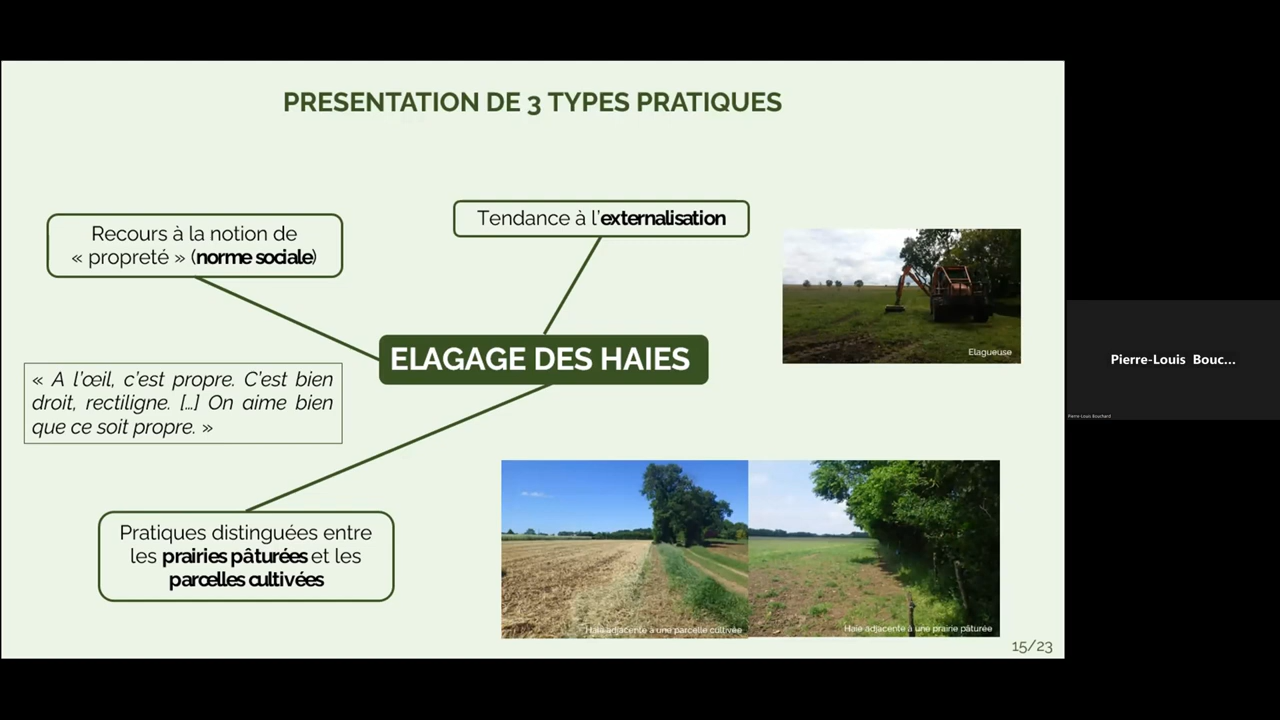 PRESENTATION DE 3 TYPES PRATIQUES
Recours à la notion de
« propreté » (norme sociale)
Tendance à l'externalisation
Elagueuse
ELAGAGE DES HAIES
« A l'œil, c'est propre. C'est bien
droit, rectiligne. [...] On aime bien
que ce soit propre. »
Pratiques distinguées entre
les prairies pâturées et les
parcelles cultivées
Haie adjacente à une parcelle cultivée
Haie adjacente à une prairie pâturée
15/23
Pierre-Louis Bouc...
Pierre-Louis Bouchard